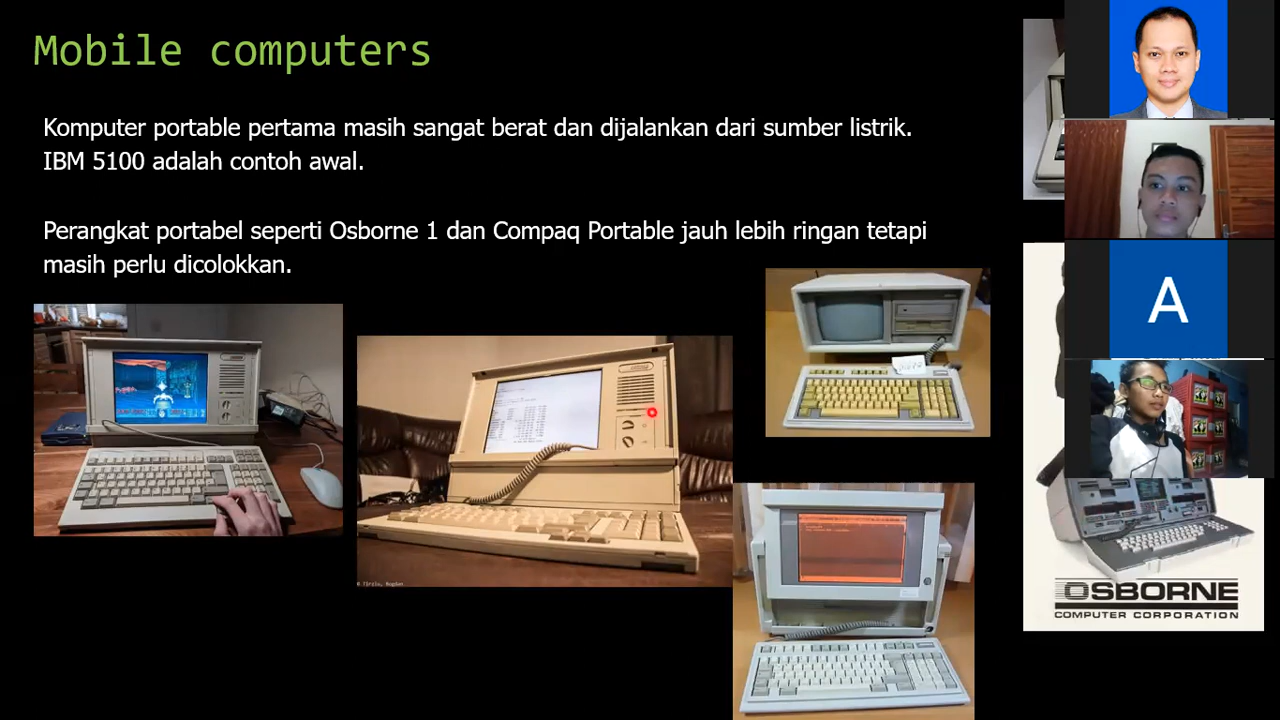 Mobile computers
Komputer portable pertama masih sangat berat dan dijalankan dari sumber listrik.
IBM 5100 adalah contoh awal.
Perangkat portabel seperti Osborne 1 dan Compaq Portable jauh lebih ringan tetapi
masih perlu dicolokkan.
A
OSBORNE
COMPUTER CORPORATION